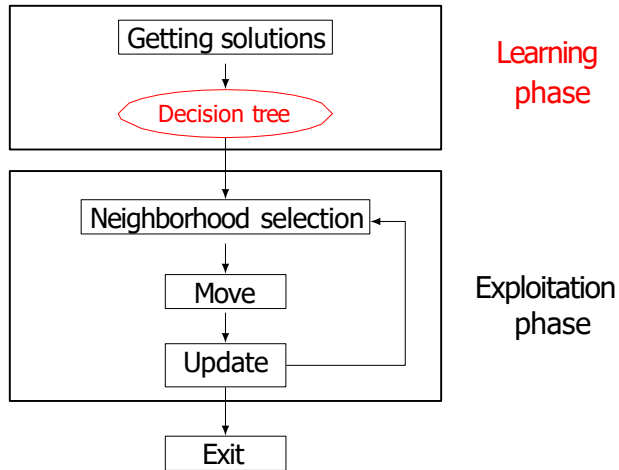 Getting solutions
Learning
phase
Decision tree
Neighborhood selection
Move
Exploitation
phase
Update
Exit